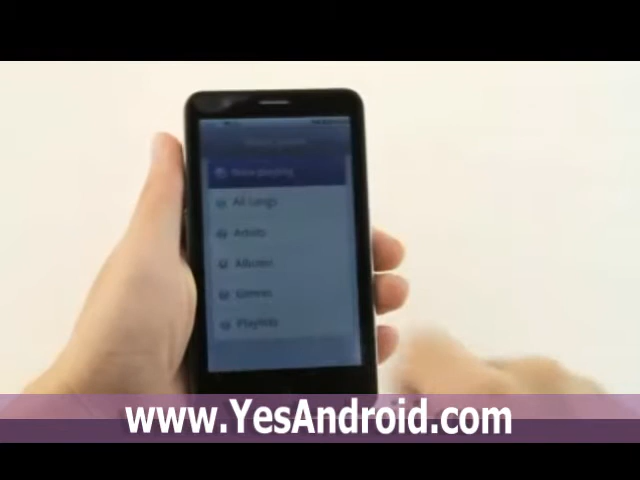 Now playing
All songs
Artists
Albums
Genres
Playlists
www.YesAndroid.com